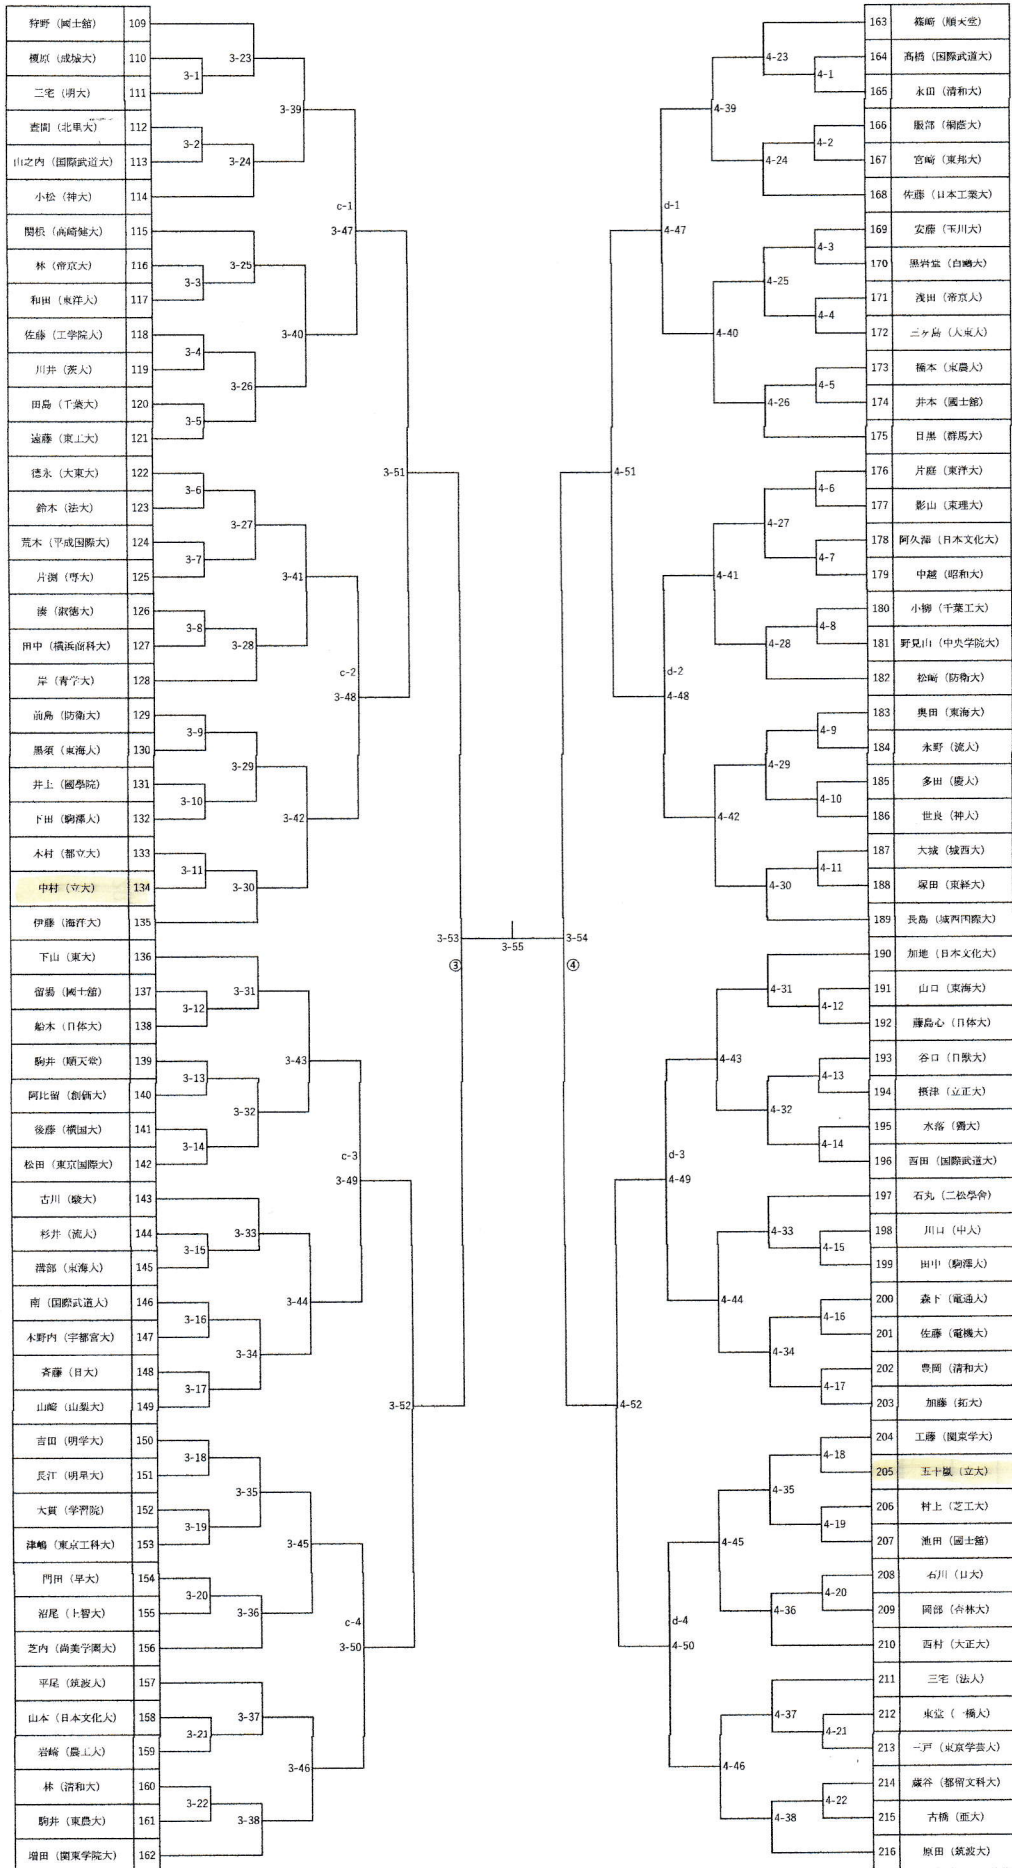 狩野（國士舘） 109
榎原（成城大） 110
三宅（明大） 111
査間（北里大） 112
山之内（国際武道大） 113
小松（神大） 114
関根（高崎健大） 115
林（帝京大） 116
和田（東洋大） 117
佐藤（工学院大） 118
川井（茨大） 119
田島（千葉大） 120
遠藤（東工大） 121
徳永（大東大） 122
鈴木（法大） 123
荒木（平成国際大） 124
片渕（専大） 125
湊（淑徳大） 126
田中（横浜商科大） 127
岸（青学大） 128
前島（防衛大） 129
黒須（東海大） 130
井上（國學院） 131
下田（駒澤大） 132
木村（都立大） 133
中村（立大） 134
伊藤（海洋大） 135
下山（東大） 136
留場（國士舘） 137
船木（日体大） 138
駒井（順天堂） 139
阿比留（創価大） 140
後藤（横国大） 141
松田（東京国際大） 142
古川（駿大） 143
杉井（流大） 144
溝部（東海大） 145
南（国際武道大） 146
木野内（宇都宮大） 147
斉藤（日大） 148
山崎（山梨大） 149
吉田（明学大） 150
長江（明星大） 151
大貫（学習院） 152
津嶋（東京工科大） 153
門田（早大） 154
沼尾（上智大） 155
芝内（尚美学園大） 156
平尾（筑波大） 157
山本（日本文化大） 158
岩崎（農工大） 159
林（清和大） 160
駒井（東農大） 161
増田（関東学院大） 162
3-1
3-2
3-3
3-4
3-5
3-6
3-7
3-8
3-9
3-10
3-11
3-12
3-13
3-14
3-15
3-16
3-17
3-18
3-19
3-20
3-21
3-22
3-23
3-24
3-25
3-26
3-27
3-28
3-29
3-30
3-31
3-32
3-33
3-34
3-35
3-36
3-37
3-38
3-39
3-40
3-41
3-42
3-43
3-44
3-45
3-46
c-1
3-47
c-2
3-48
c-3
3-49
c-4
3-50
3-51
3-52
3-53
③
3-55
3-54
④
4-51
4-52
d-1
4-47
d-2
4-48
d-3
4-49
d-4
4-50
4-39
4-40
4-41
4-42
4-43
4-44
4-45
4-46
4-23
4-24
4-25
4-26
4-27
4-28
4-29
4-30
4-31
4-32
4-33
4-34
4-35
4-36
4-37
4-38
4-1
4-2
4-3
4-4
4-5
4-6
4-7
4-8
4-9
4-10
4-11
4-12
4-13
4-14
4-15
4-16
4-17
4-18
4-19
4-20
4-21
4-22
163 篠崎（順天堂）
164 高橋（国際武道大）
165 永田（清和大）
166 服部（桐蔭大）
167 宮崎（東邦大）
168 佐藤（日本工業大）
169 安藤（玉川大）
170 黒岩堂（白鷗大）
171 浅田（帝京大）
172 三ヶ島（大東大）
173 橋本（東農大）
174 井本（國士舘）
175 目黒（群馬大）
176 片庭（東洋大）
177 影山（東理大）
178 阿久澤（日本文化大）
179 中越（昭和大）
180 小柳（千葉工大）
181 野見山（中央学院大）
182 松崎（防衛大）
183 奥田（東海大）
184 永野（流大）
185 多田（慶大）
186 世良（神大）
187 大城（城西大）
188 塚田（東経大）
189 長島（城西国際大）
190 加地（日本文化大）
191 山口（東海大）
192 藤島心（日体大）
193 谷口（日獣大）
194 摂津（立正大）
195 水落（獨大）
196 西田（国際武道大）
197 石丸（二松學舍）
198 川口（中大）
199 田中（駒澤大）
200 森下（電通大）
201 佐藤（電機大）
202 豊岡（清和大）
203 加藤（拓大）
204 工藤（関東学大）
205 五十嵐（立大）
206 村上（芝工大）
207 池田（國士舘）
208 石川（日大）
209 岡部（杏林大）
210 西村（大正大）
211 三宅（法大）
212 東堂（一橋大）
213 一戸（東京学芸大）
214 蔵谷（都留文科大）
215 古橋（亜大）
216 原田（筑波大）